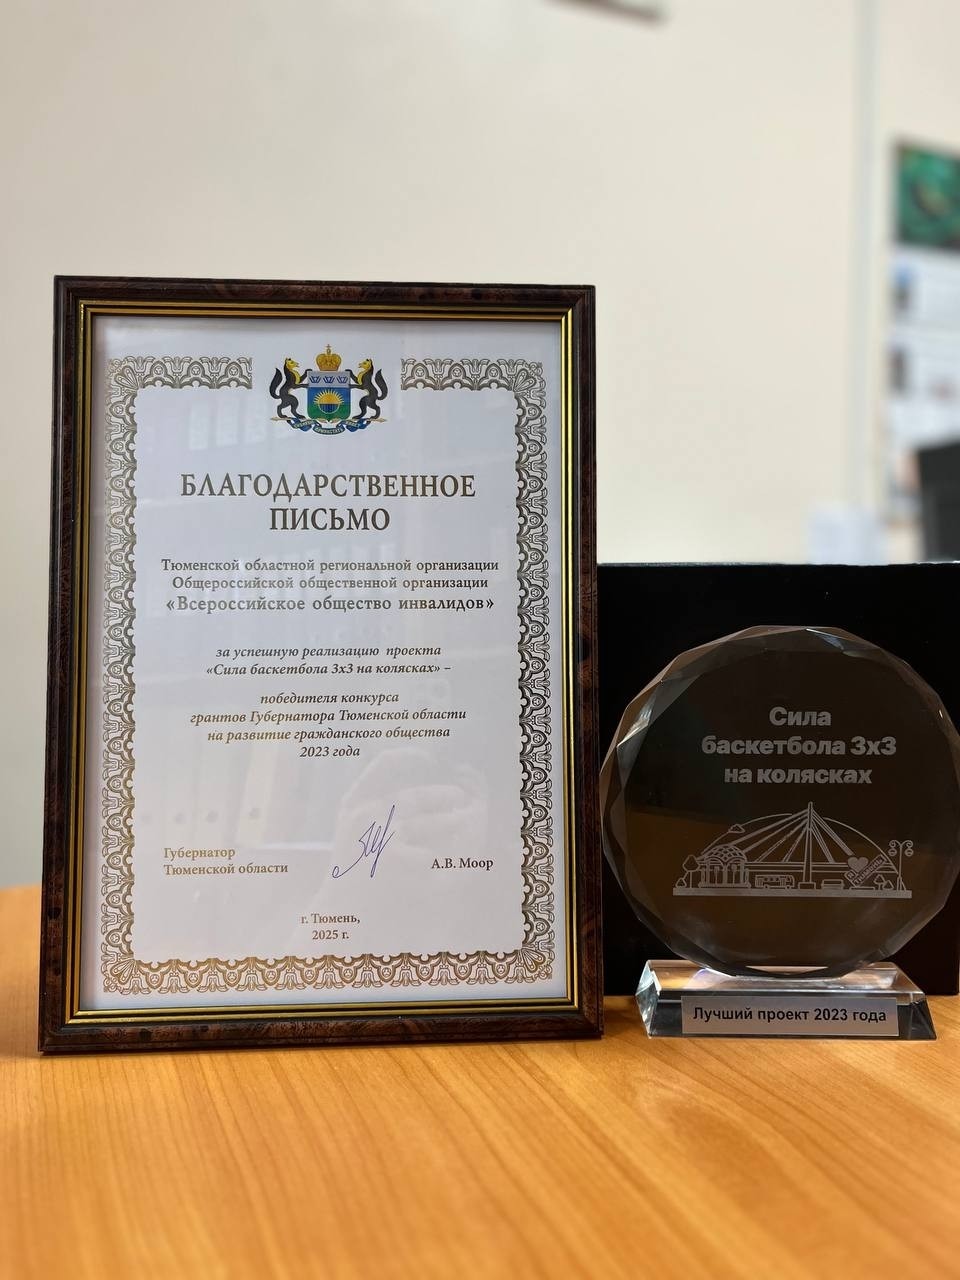 БЛАГОДАРСТВЕННОЕ
ПИСЬМО
Тюменской областной региональной организации
Общероссийской общественной организации
«Всероссийское общество инвалидов»
за успешную реализацию проекта
«Сила баскетбола 3х3 на колясках» –
победителя конкурса
грантов Губернатора Тюменской области
на развитие гражданского общества
2023 года
Губернатор
Тюменской области
А.В. Моор
г. Тюмень,
2025 г.
Сила
баскетбола 3х3
на колясках
Лучший проект 2023 года